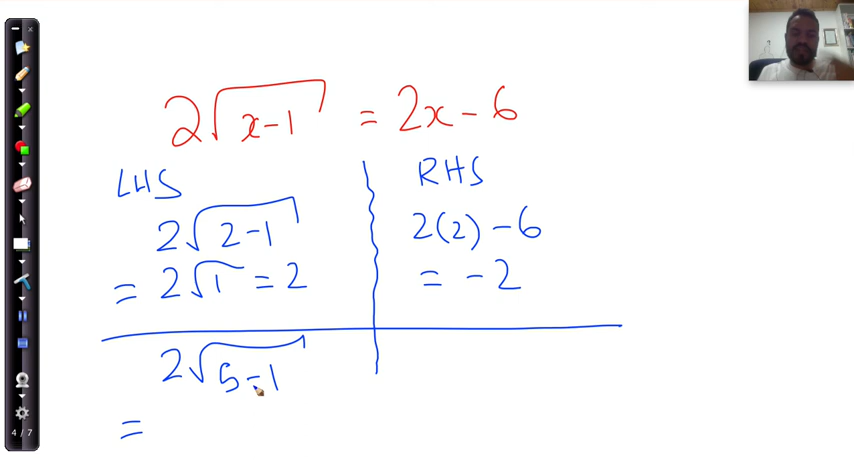 2√(x-1) = 2x - 6
LHS
RHS
2√(2-1)
2(2) - 6
= 2√1 = 2
= -2
2√(5-1)
=
4 / 7